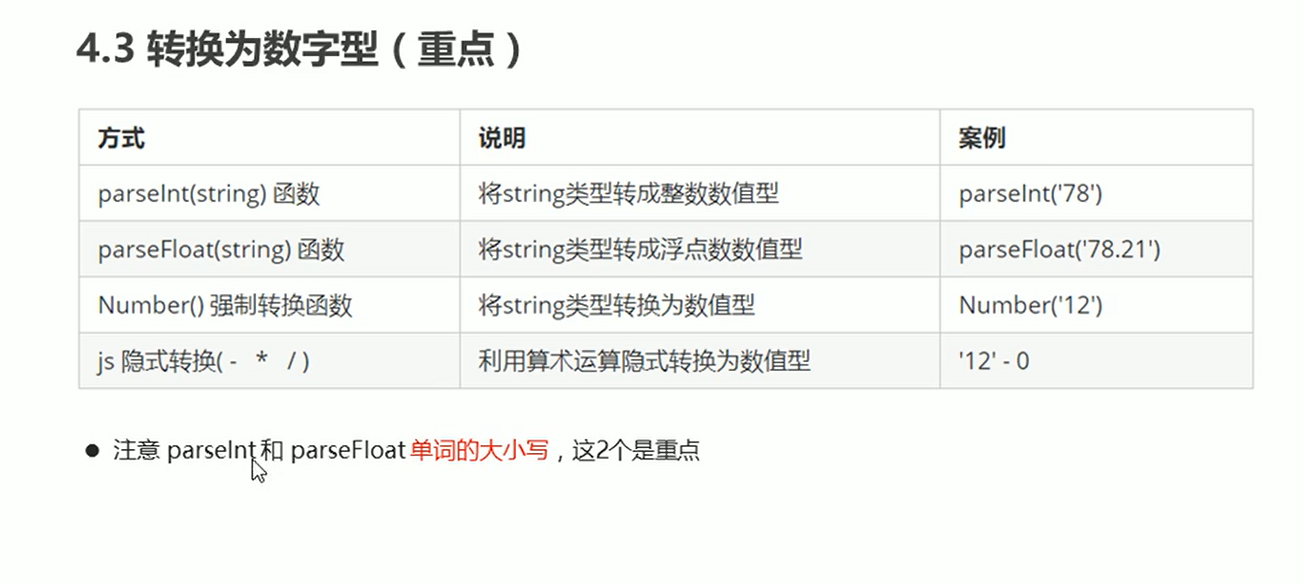 4.3 转换为数字型（重点）
方式 说明 案例
parseInt(string) 函数 将string类型转成整数数值型 parseInt('78')
parseFloat(string) 函数 将string类型转成浮点数数值型 parseFloat('78.21')
Number() 强制转换函数 将string类型转换为数值型 Number('12')
js 隐式转换( - * / ) 利用算术运算隐式转换为数值型 '12' - 0
● 注意 parseInt 和 parseFloat 单词的大小写，这2个是重点